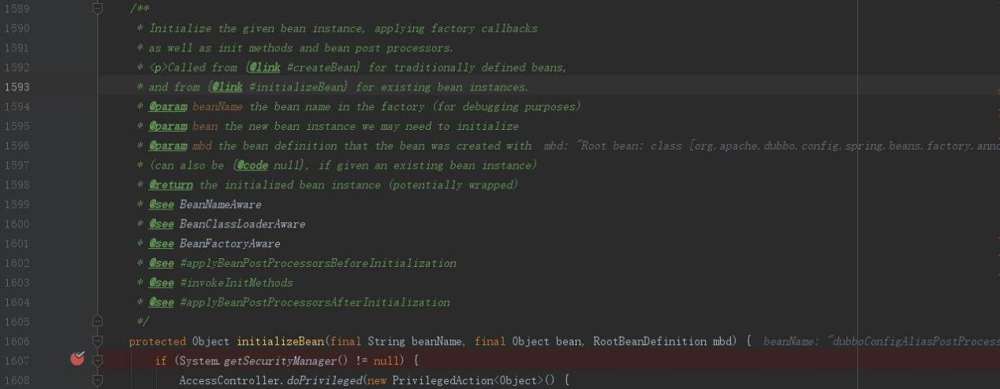 1589 /**
1590 * Initialize the given bean instance, applying factory callbacks
1591 * as well as init methods and bean post processors.
1592 * <p>Called from {@link #createBean} for traditionally defined beans,
1593 * and from {@link #initializeBean} for existing bean instances.
1594 * @param beanName the bean name in the factory (for debugging purposes)
1595 * @param bean the new bean instance we may need to initialize
1596 * @param mbd the bean definition that the bean was created with mbd: "Root bean: class [org.apache.dubbo.config.spring.beans.factory.anno
1597 * (can also be {@code null}, if given an existing bean instance)
1598 * @return the initialized bean instance (potentially wrapped)
1599 * @see BeanNameAware
1600 * @see BeanClassLoaderAware
1601 * @see BeanFactoryAware
1602 * @see #applyBeanPostProcessorsBeforeInitialization
1603 * @see #invokeInitMethods
1604 * @see #applyBeanPostProcessorsAfterInitialization
1605 */
1606 protected Object initializeBean(final String beanName, final Object bean, RootBeanDefinition mbd) { beanName: "dubboConfigAliasPostProcess
1607 if (System.getSecurityManager() != null) {
1608 AccessController.doPrivileged(new PrivilegedAction<Object>() {